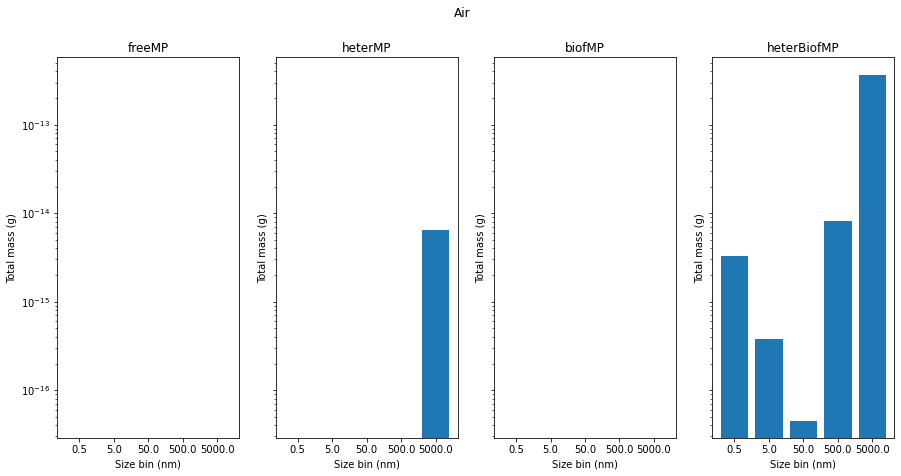 Air
freeMP
heterMP
biofMP
heterBiofMP
Total mass (g)
10⁻¹³
10⁻¹⁴
10⁻¹⁵
10⁻¹⁶
0.5 5.0 50.0 500.0 5000.0
Size bin (nm)
Total mass (g)
0.5 5.0 50.0 500.0 5000.0
Size bin (nm)
Total mass (g)
0.5 5.0 50.0 500.0 5000.0
Size bin (nm)
Total mass (g)
0.5 5.0 50.0 500.0 5000.0
Size bin (nm)